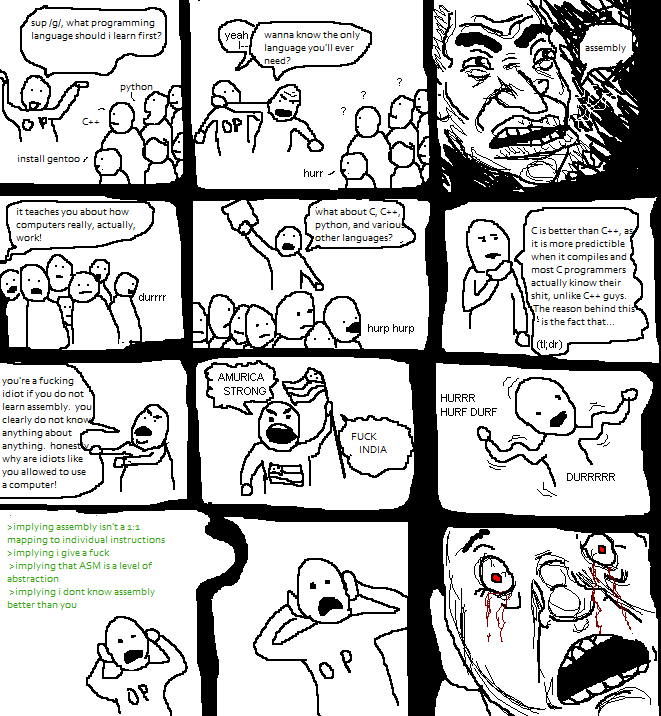 sup /g/, what programming
language should i learn first?
python
C++
OP
install gentoo
yeah
wanna know the only
language you'll ever
need?
OP
?
?
?
hurr
assembly
it teaches you about how
computers really, actually,
work!
durrrr
what about C, C++,
python, and various
other languages?
hurp hurp
C is better than C++, as
it is more predictible
when it compiles and
most C programmers
actually knowie their
shit, unlike C++ guys.
The reason behind this
is the fact that...
(tl;dr)
you're a fucking
idiot if you do not
learn assembly. you
clearly do not know
anything about
anything. honestly
why are idiots like
you allowed to use
a computer!
AMURICA
STRONG
FUCK
INDIA
HURRR
HURF DURF
DURRRRR
>implying assembly isn't a 1:1
mapping to individual instructions
>implying i give a fuck
>implying that ASM is a level of
abstraction
>implying i dont know assembly
better than you
OP
OP